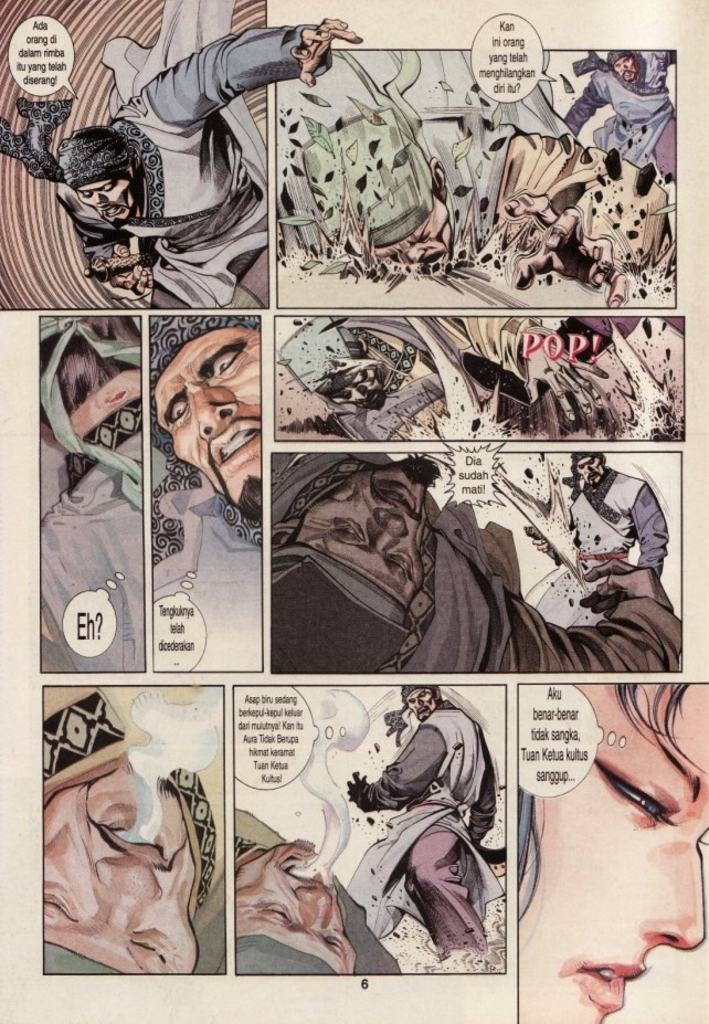 Ada
orang di
dalam rimba
itu yang telah
diserang!
Kan
ini orang
yang telah
menghilangkan
diri itu?
Eh?
Tengkuknya
telah
dicederakan
..
POP!
Dia
sudah
mati!
Asap biru sedang
berkepul-kepul keluar
dari mulutnya! Kan itu
Aura Tidak Berupa
hikmat keramat
Tuan Ketua
Kultus!
Aku
benar-benar
tidak sangka,
Tuan Ketua kultus
sanggup...
6